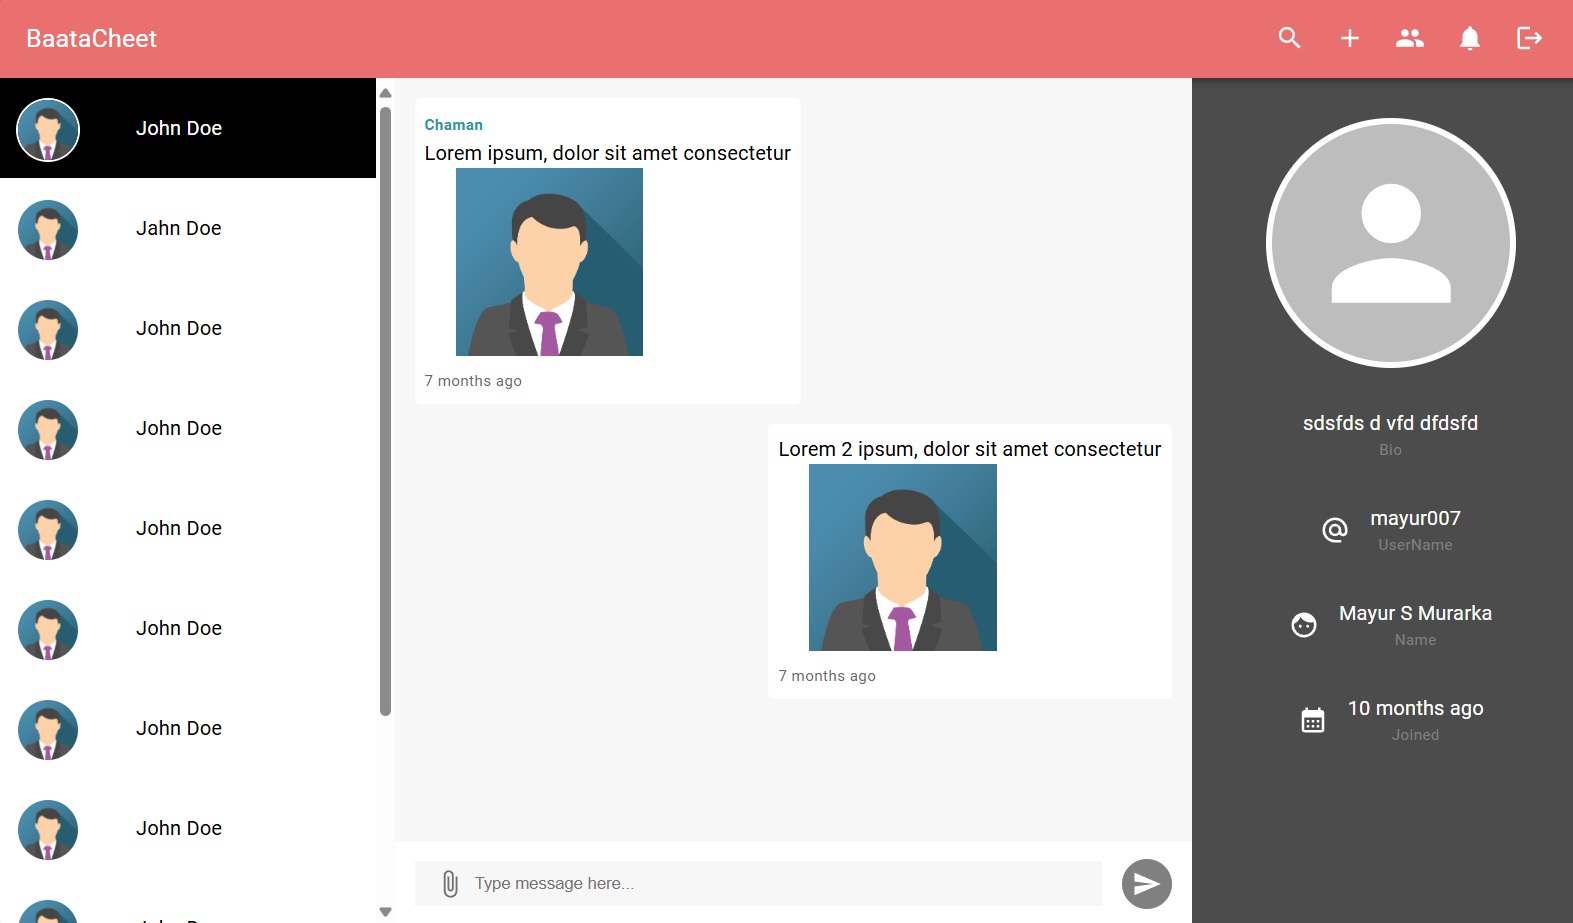 BaataCheet
John Doe
Jahn Doe
John Doe
John Doe
John Doe
John Doe
John Doe
John Doe
Chaman
Lorem ipsum, dolor sit amet consectetur
7 months ago
Lorem 2 ipsum, dolor sit amet consectetur
7 months ago
Type message here...
sdsfds d vfd dfdsfd
Bio
mayur007
UserName
Mayur S Murarka
Name
10 months ago
Joined